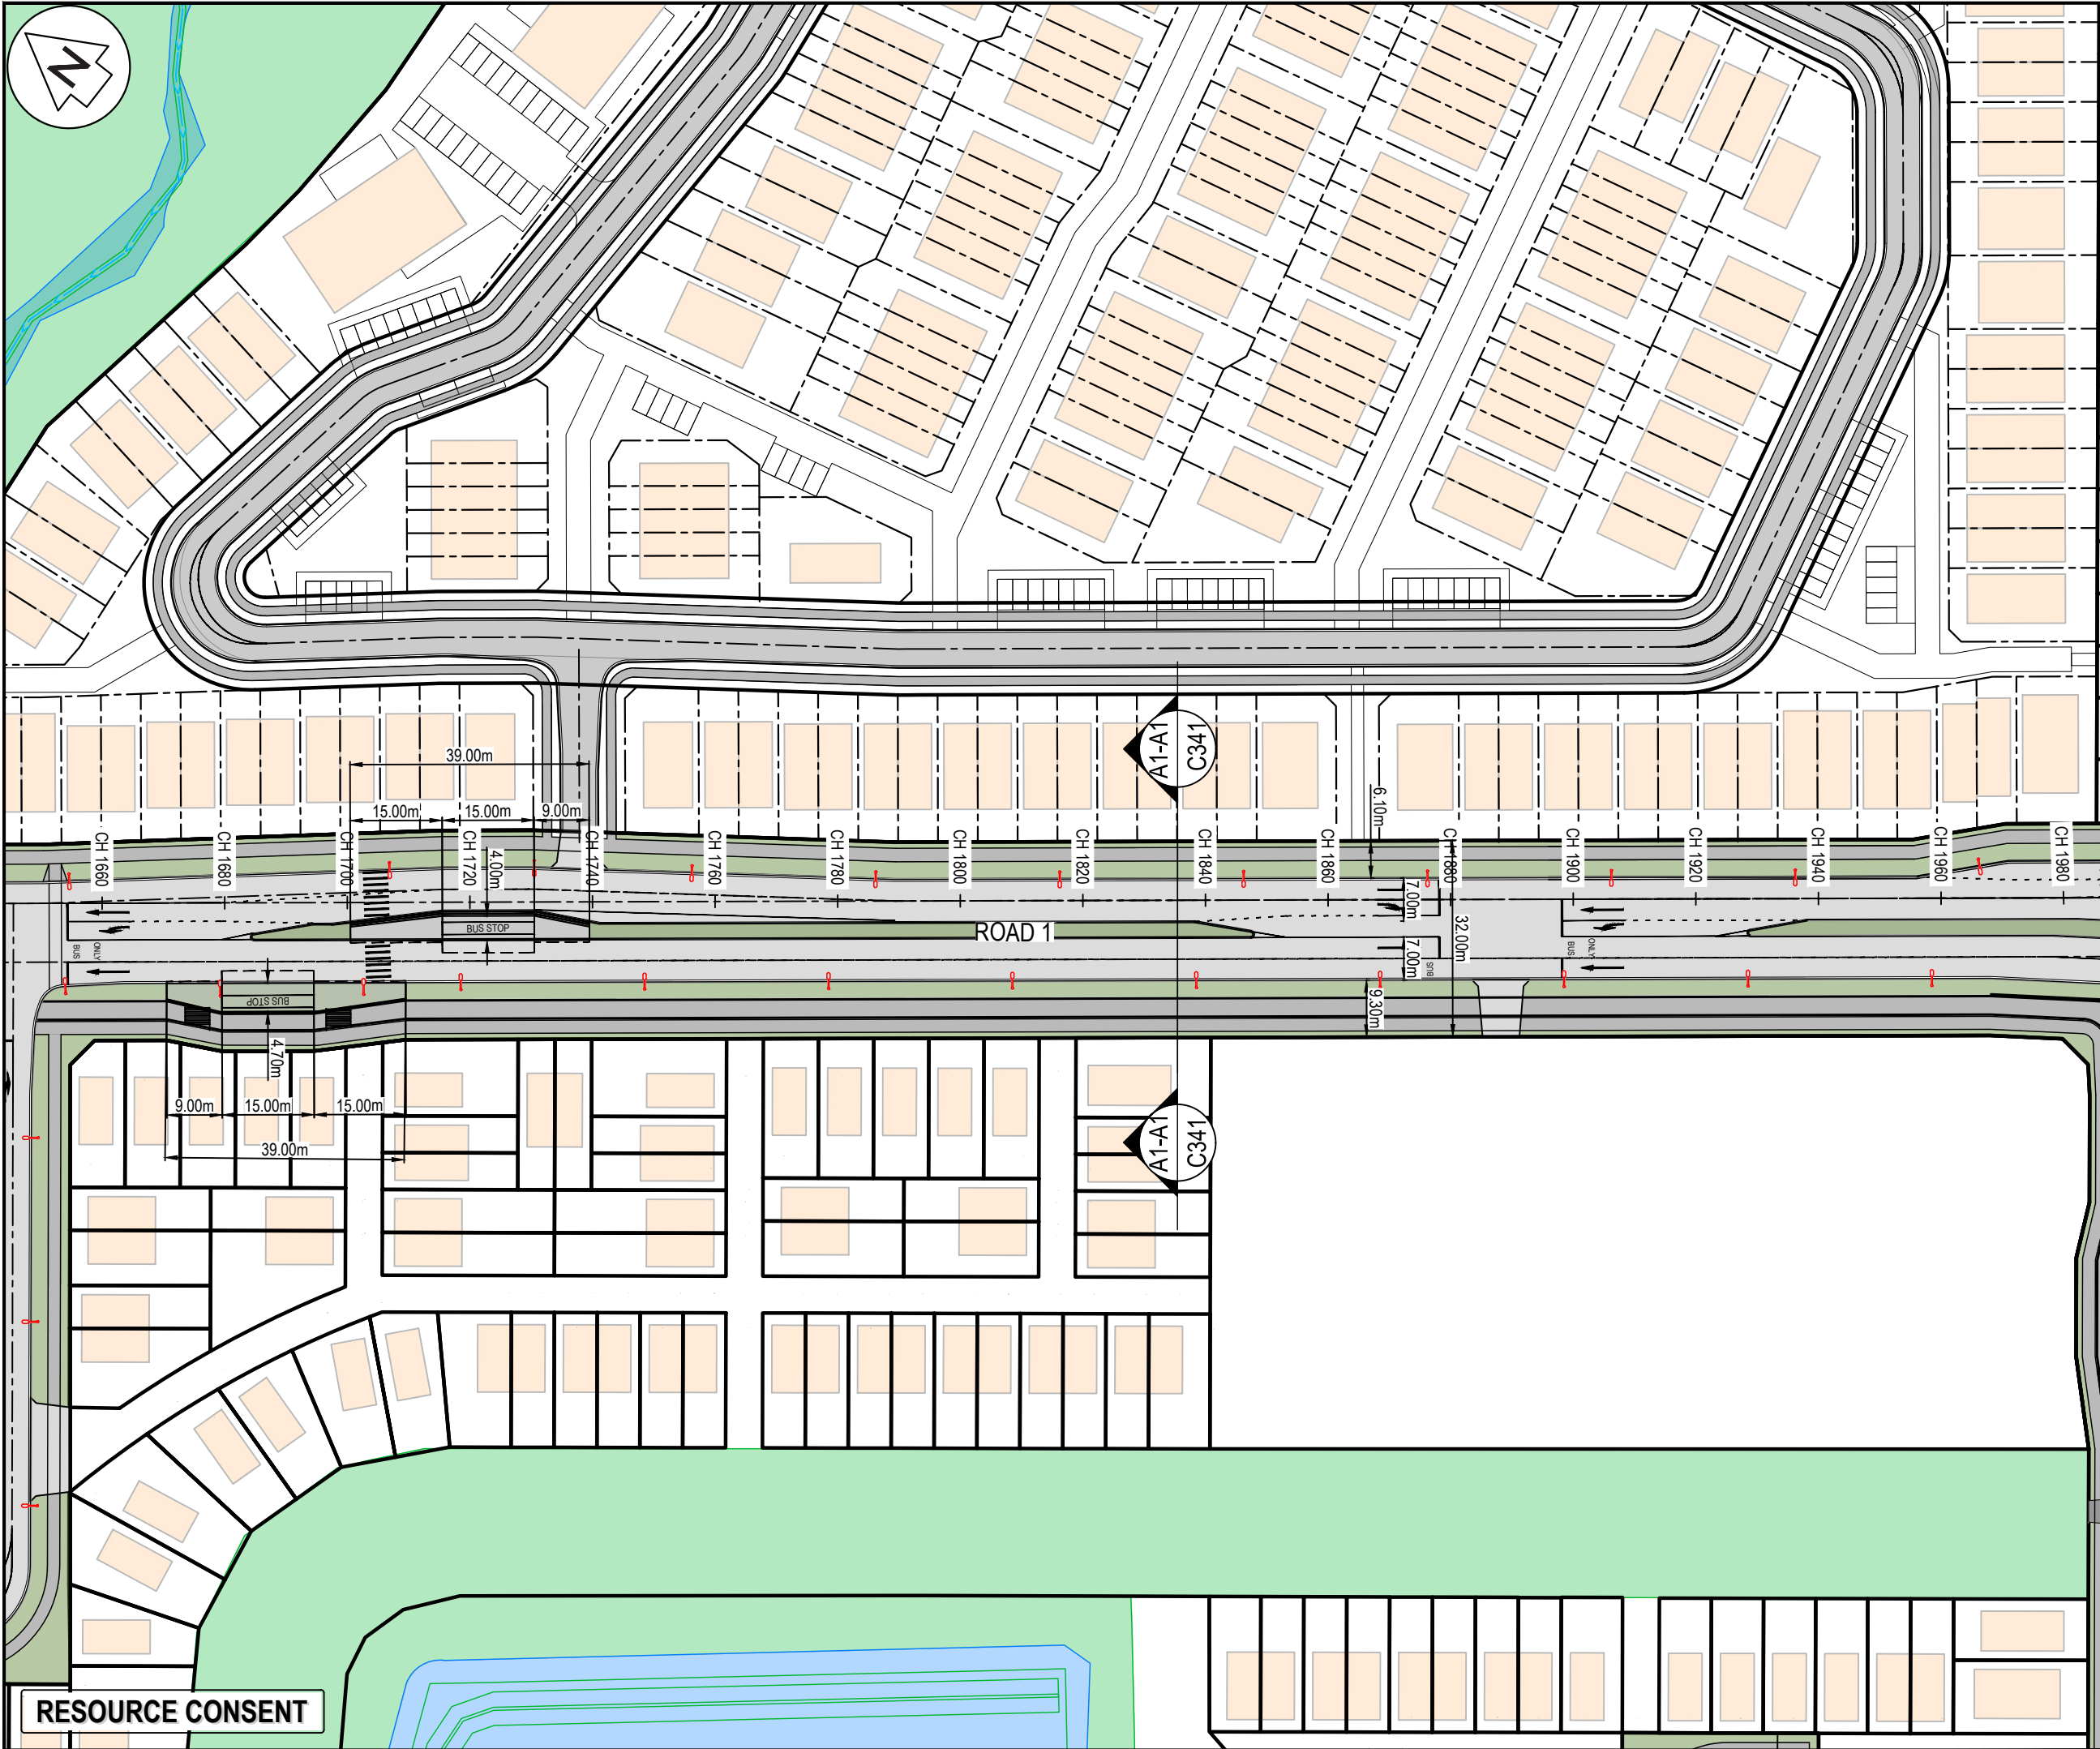 N
39.00m
15.00m
15.00m
9.00m
4.00m
A1-A1
C341
6.10m
CH 1660
CH 1680
CH 1700
CH 1720
CH 1740
CH 1760
CH 1780
CH 1800
CH 1820
CH 1840
CH 1860
CH 1880
CH 1900
CH 1920
CH 1940
CH 1960
CH 1980
7.00m
32.00m
BUS STOP
ROAD 1
BUS
ONLY
7.00m
BUS
BUS
ONLY
BUS STOP
9.30m
4.70m
9.00m
15.00m
15.00m
39.00m
A1-A1
C341
RESOURCE CONSENT